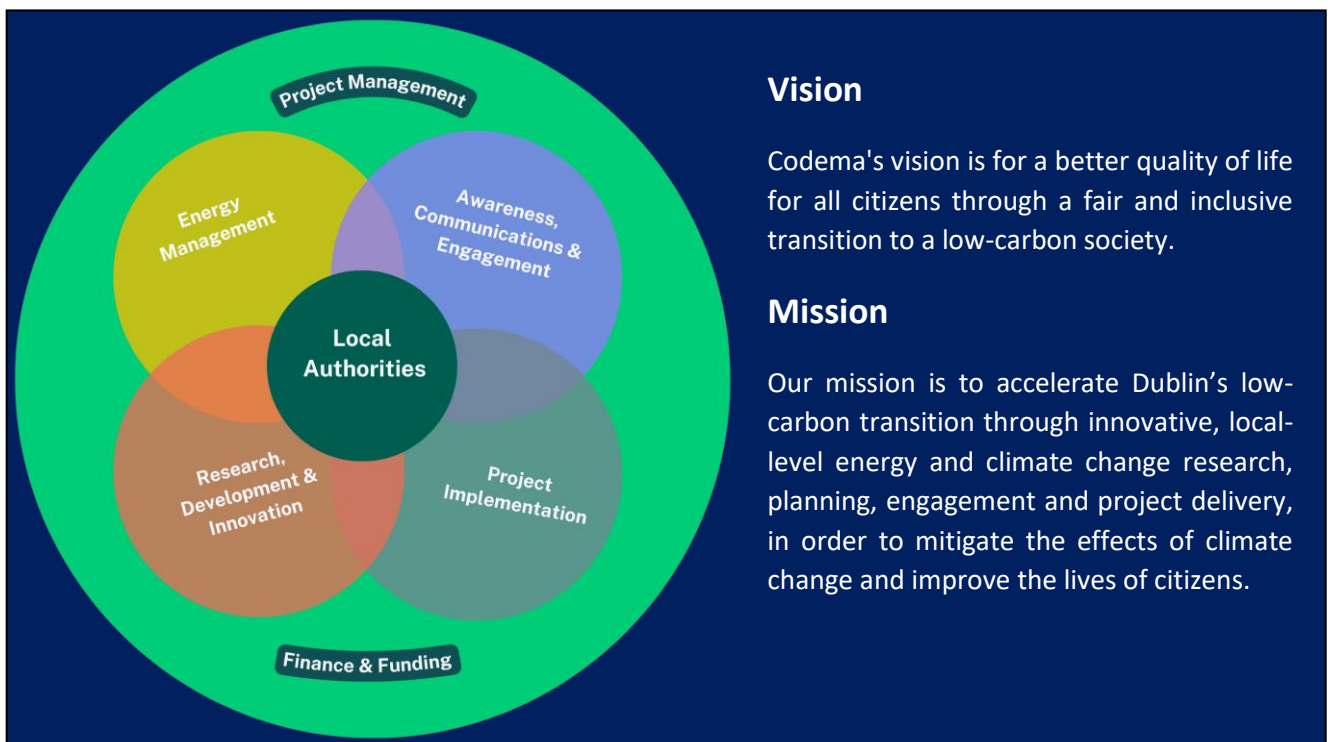 Project Management
Energy
Management
Awareness,
Communications &
Engagement
Local
Authorities
Research,
Development &
Innovation
Project
Implementation
Finance & Funding
Vision
Codema's vision is for a better quality of life
for all citizens through a fair and inclusive
transition to a low-carbon society.
Mission
Our mission is to accelerate Dublin’s low-
carbon transition through innovative, local-
level energy and climate change research,
planning, engagement and project delivery,
in order to mitigate the effects of climate
change and improve the lives of citizens.